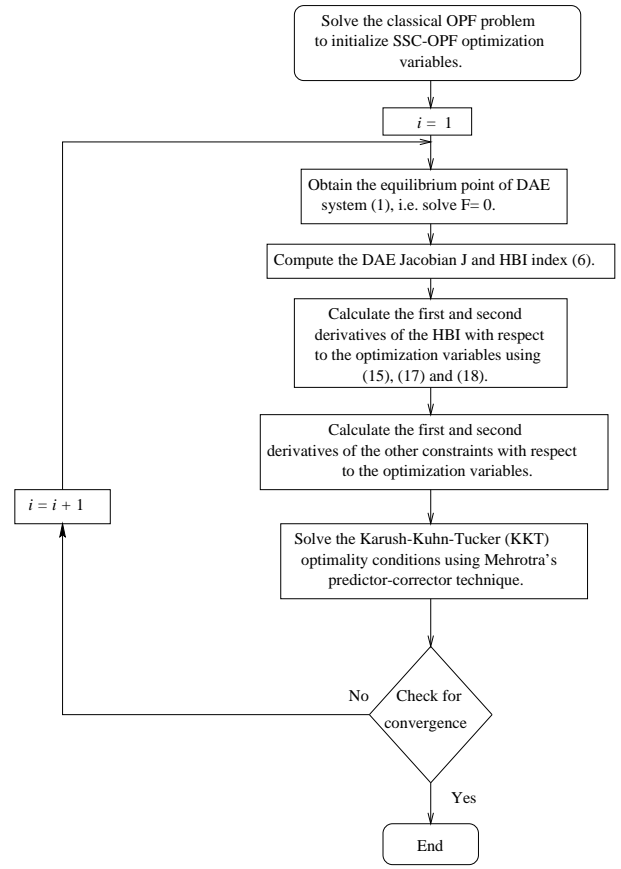 Solve the classical OPF problem
to initialize SSC-OPF optimization
variables.
i = 1
Obtain the equilibrium point of DAE
system (1), i.e. solve F= 0.
Compute the DAE Jacobian J and HBI index (6).
Calculate the first and second
derivatives of the HBI with respect
to the optimization variables using
(15), (17) and (18).
Calculate the first and second
derivatives of the other constraints with respect
to the optimization variables.
i = i + 1
Solve the Karush-Kuhn-Tucker (KKT)
optimality conditions using Mehrotra's
predictor-corrector technique.
No
Check for
convergence
Yes
End